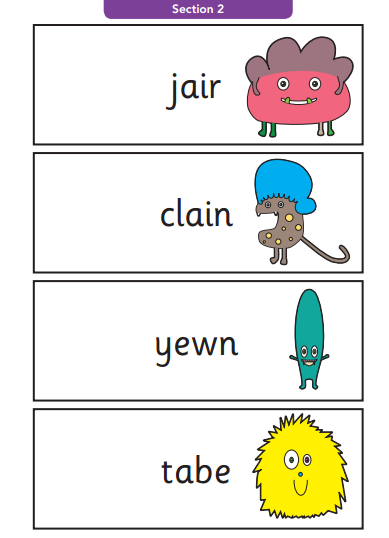 Section 2
jair
clain
yewn
tabe